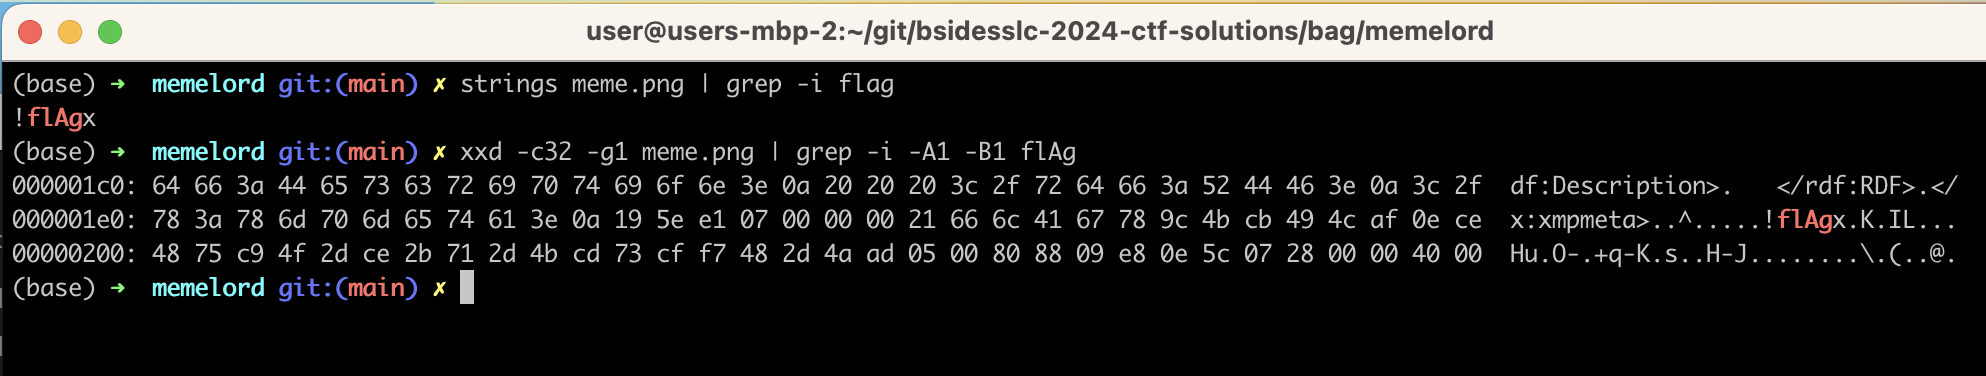 user@users-mbp-2:~/git/bsidesslc-2024-ctf-solutions/bag/memelord
(base) ➜  memelord git:(main) ✗ strings meme.png | grep -i flag
!flAgx
(base) ➜  memelord git:(main) ✗ xxd -c32 -g1 meme.png | grep -i -A1 -B1 flAg
000001c0: 64 66 3a 44 65 73 63 72 69 70 74 69 6f 6e 3e 0a 20 20 20 3c 2f 72 64 66 3a 52 44 46 3e 0a 3c 2f  df:Description>.   </rdf:RDF>.</
000001e0: 78 3a 78 6d 70 6d 65 74 61 3e 0a 19 5e e1 07 00 00 00 21 66 6c 41 67 78 9c 4b cb 49 4c af 0e ce  x:xmpmeta>..^.....!flAgx.K.IL...
00000200: 48 75 c9 4f 2d ce 2b 71 2d 4b cd 73 cf f7 48 2d 4a ad 05 00 80 88 09 e8 0e 5c 07 28 00 00 40 00  Hu.O-.+q-K.s..H-J........\.(..@.
(base) ➜  memelord git:(main) ✗